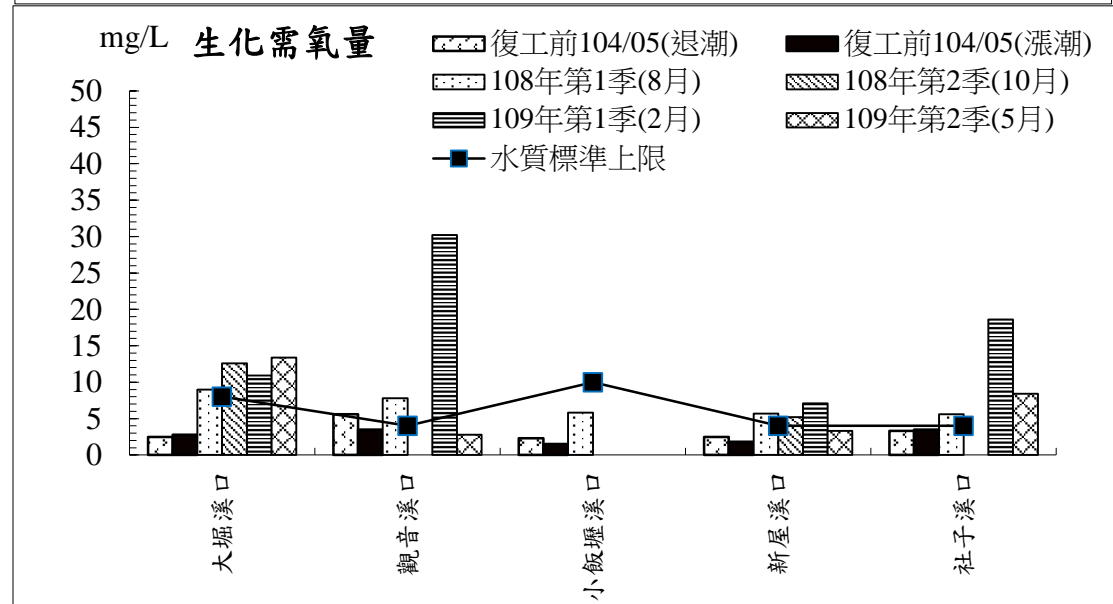 mg/L 生化需氧量
復工前104/05(退潮) 復工前104/05(漲潮)
108年第1季(8月) 108年第2季(10月)
109年第1季(2月) 109年第2季(5月)
水質標準上限
50
45
40
35
30
25
20
15
10
5
0
大堀溪口
觀音溪口
小飯壢溪口
新屋溪口
社子溪口